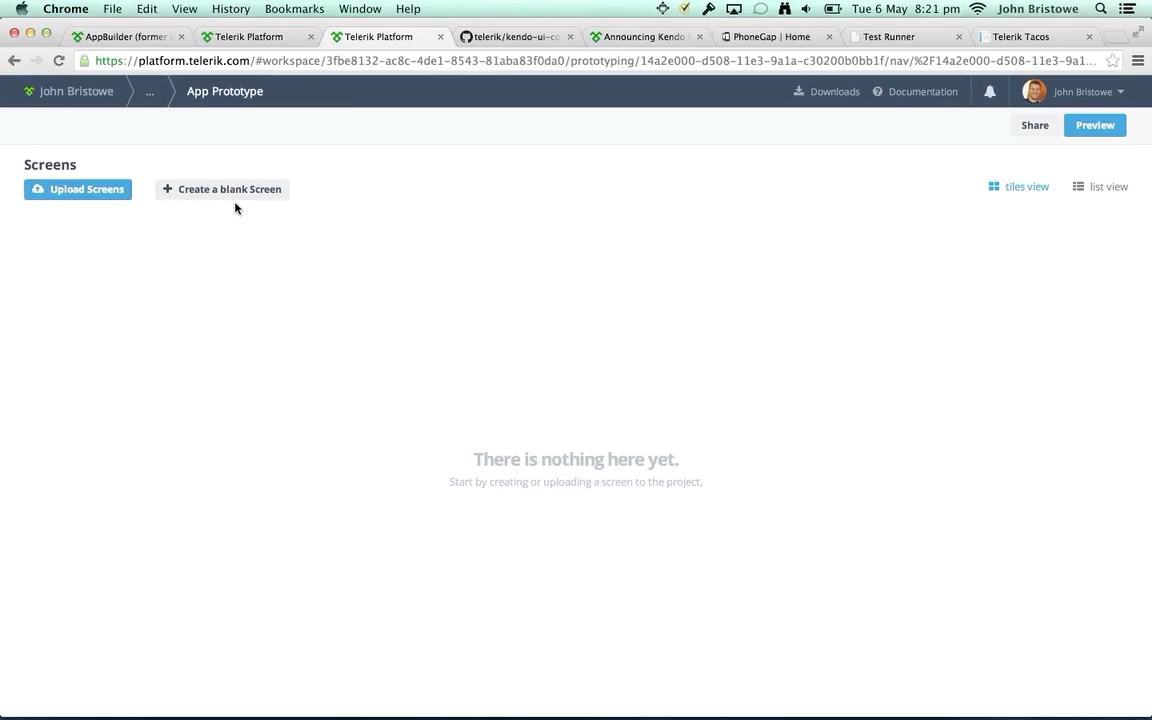 Chrome File Edit View History Bookmarks Window Help Tue 6 May 8:21 pm John Bristowe
AppBuilder (former Telerik Platform Telerik Platform telerik/kendo-ui-co Announcing Kendo PhoneGap | Home Test Runner Telerik Tacos
https://platform.telerik.com/#workspace/3fbe8132-ac8c-4de1-8543-81aba83f0da0/prototyping/14a2e000-d508-11e3-9a1a-c30200b0bb1f/nav/%2F14a2e000-d508-11e3-9a1...
John Bristowe ... App Prototype Downloads Documentation John Bristowe
Share Preview
Screens
Upload Screens Create a blank Screen tiles view list view
There is nothing here yet.
Start by creating or uploading a screen to the project.